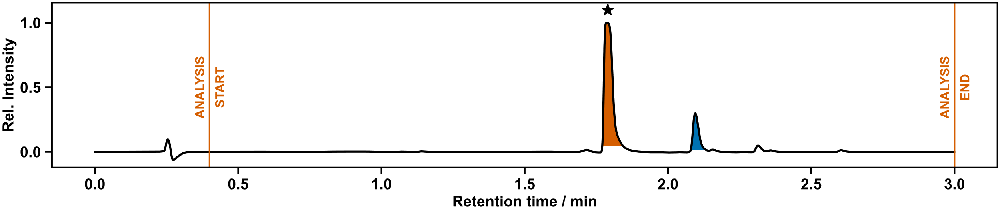 1.0
0.5
0.0
Rel. Intensity
ANALYSIS
START
ANALYSIS
END
0.0 0.5 1.0 1.5 2.0 2.5 3.0
Retention time / min